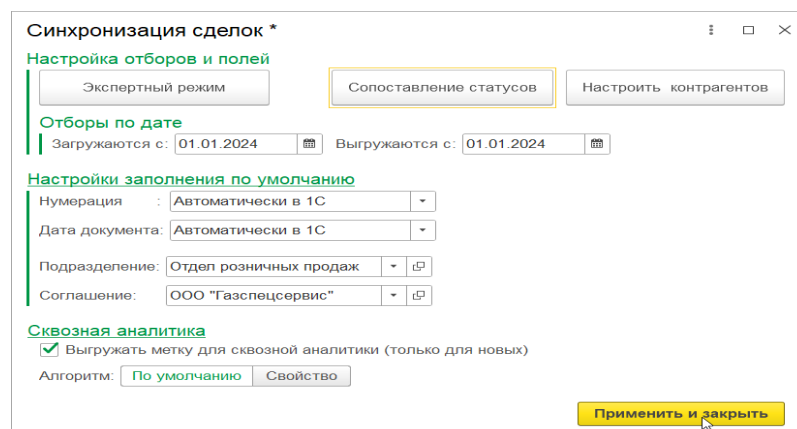 Синхронизация сделок *
Настройка отборов и полей
Экспертный режим Сопоставление статусов Настроить контрагентов
Отборы по дате
Загружаются с: 01.01.2024 Выгружаются с: 01.01.2024
Настройки заполнения по умолчанию
Нумерация : Автоматически в 1С
Дата документа: Автоматически в 1С
Подразделение: Отдел розничных продаж
Соглашение: ООО "Газспецсервис"
Сквозная аналитика
Выгружать метку для сквозной аналитики (только для новых)
Алгоритм: По умолчанию Свойство
Применить и закрыть